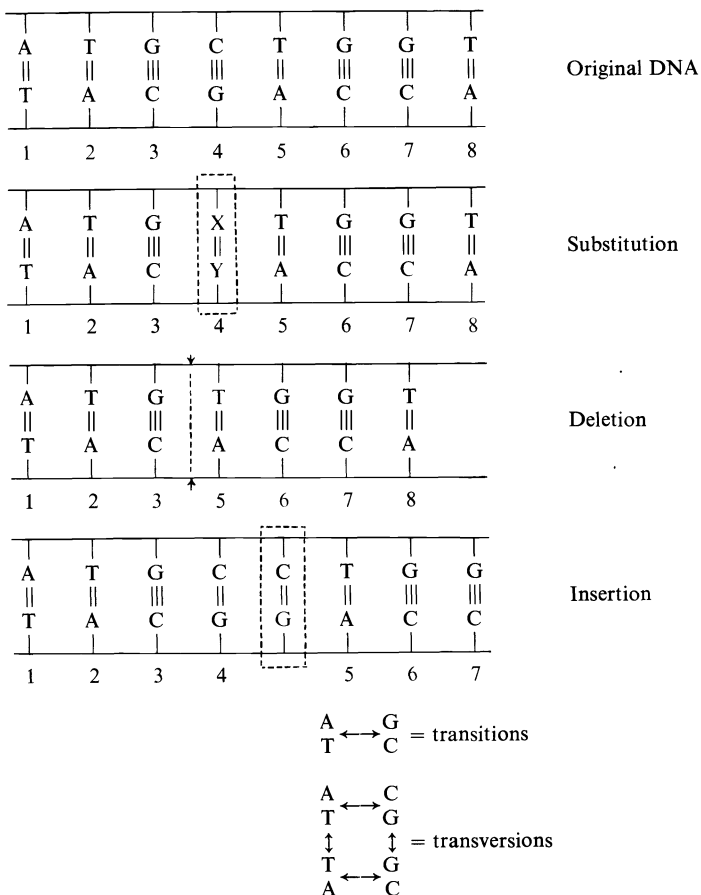 A T G C T G G T
Original DNA
T A C G A C C A
1 2 3 4 5 6 7 8
A T G X T G G T
Substitution
T A C Y A C C A
1 2 3 4 5 6 7 8
A T G T G G T
Deletion
T A C A C C A
1 2 3 5 6 7 8
A T G C C T G G
Insertion
T A C G G A C C
1 2 3 4 5 6 7
A G
= transitions
T C
A C
T G
= transversions
T G
A C